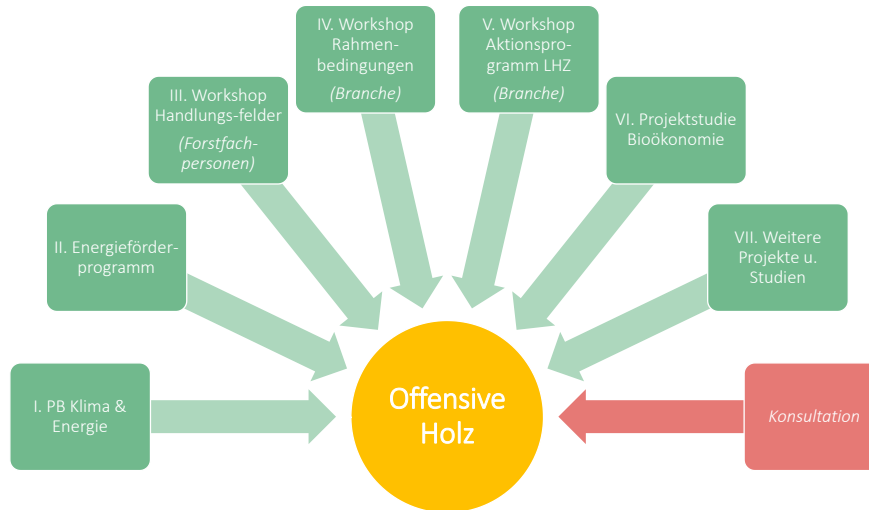 IV. Workshop
Rahmen-
bedingungen
(Branche)
V. Workshop
Aktionspro-
gramm LHZ
(Branche)
III. Workshop
Handlungs-felder
(Forstfach-
personen)
VI. Projektstudie
Bioökonomie
II. Energieförder-
programm
VII. Weitere
Projekte u.
Studien
I. PB Klima &
Energie
Offensive
Holz
Konsultation